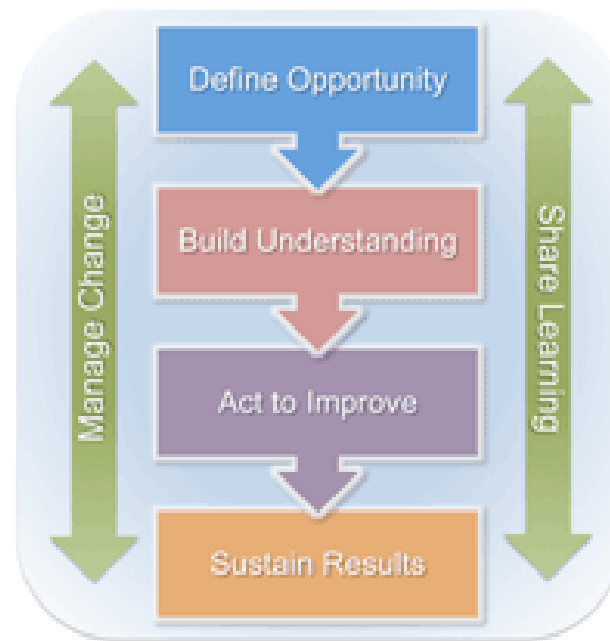 Define Opportunity
Manage Change
Share Learning
Build Understanding
Act to Improve
Sustain Results